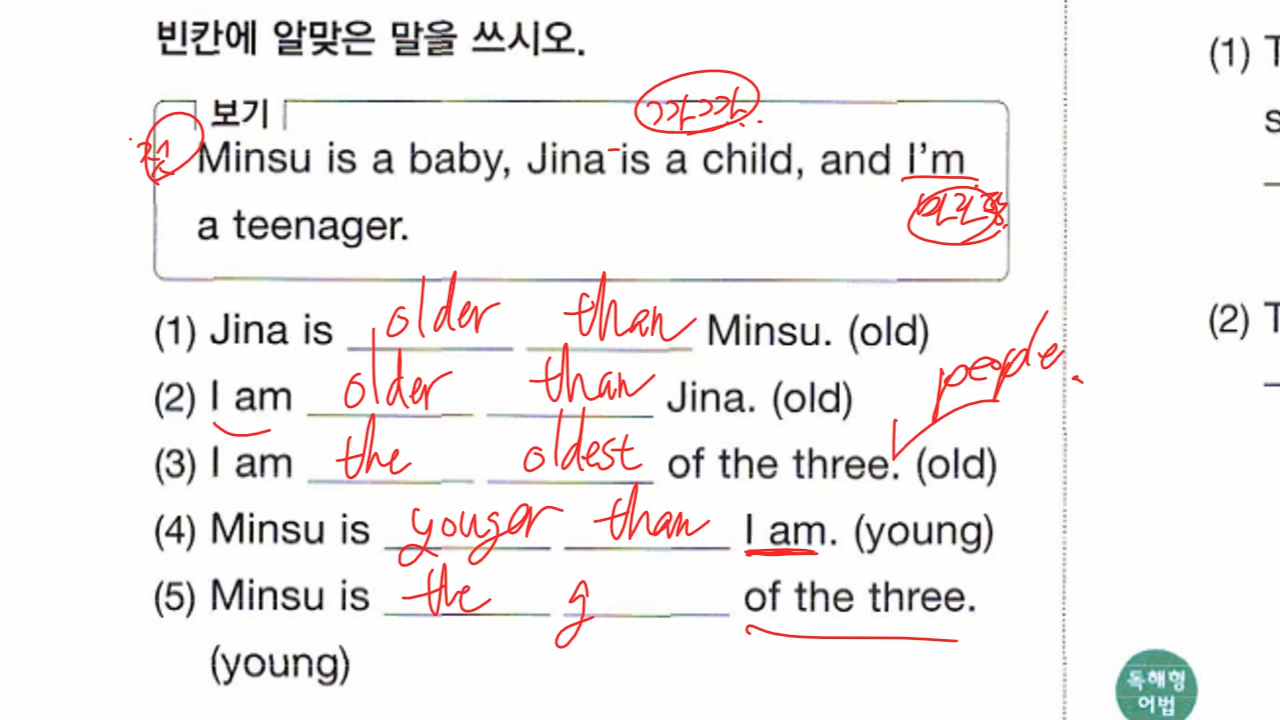 빈칸에 알맞은 말을 쓰시오.
보기
까까
Minsu is a baby, Jina is a child, and I'm
a teenager.
(1) Jina is older than Minsu. (old)
(2) I am older than Jina. (old)
people.
(3) I am the oldest of the three. (old)
(4) Minsu is youger than I am. (young)
(5) Minsu is the y of the three.
(young)
(1) T
s
(2) T
독해형
어법